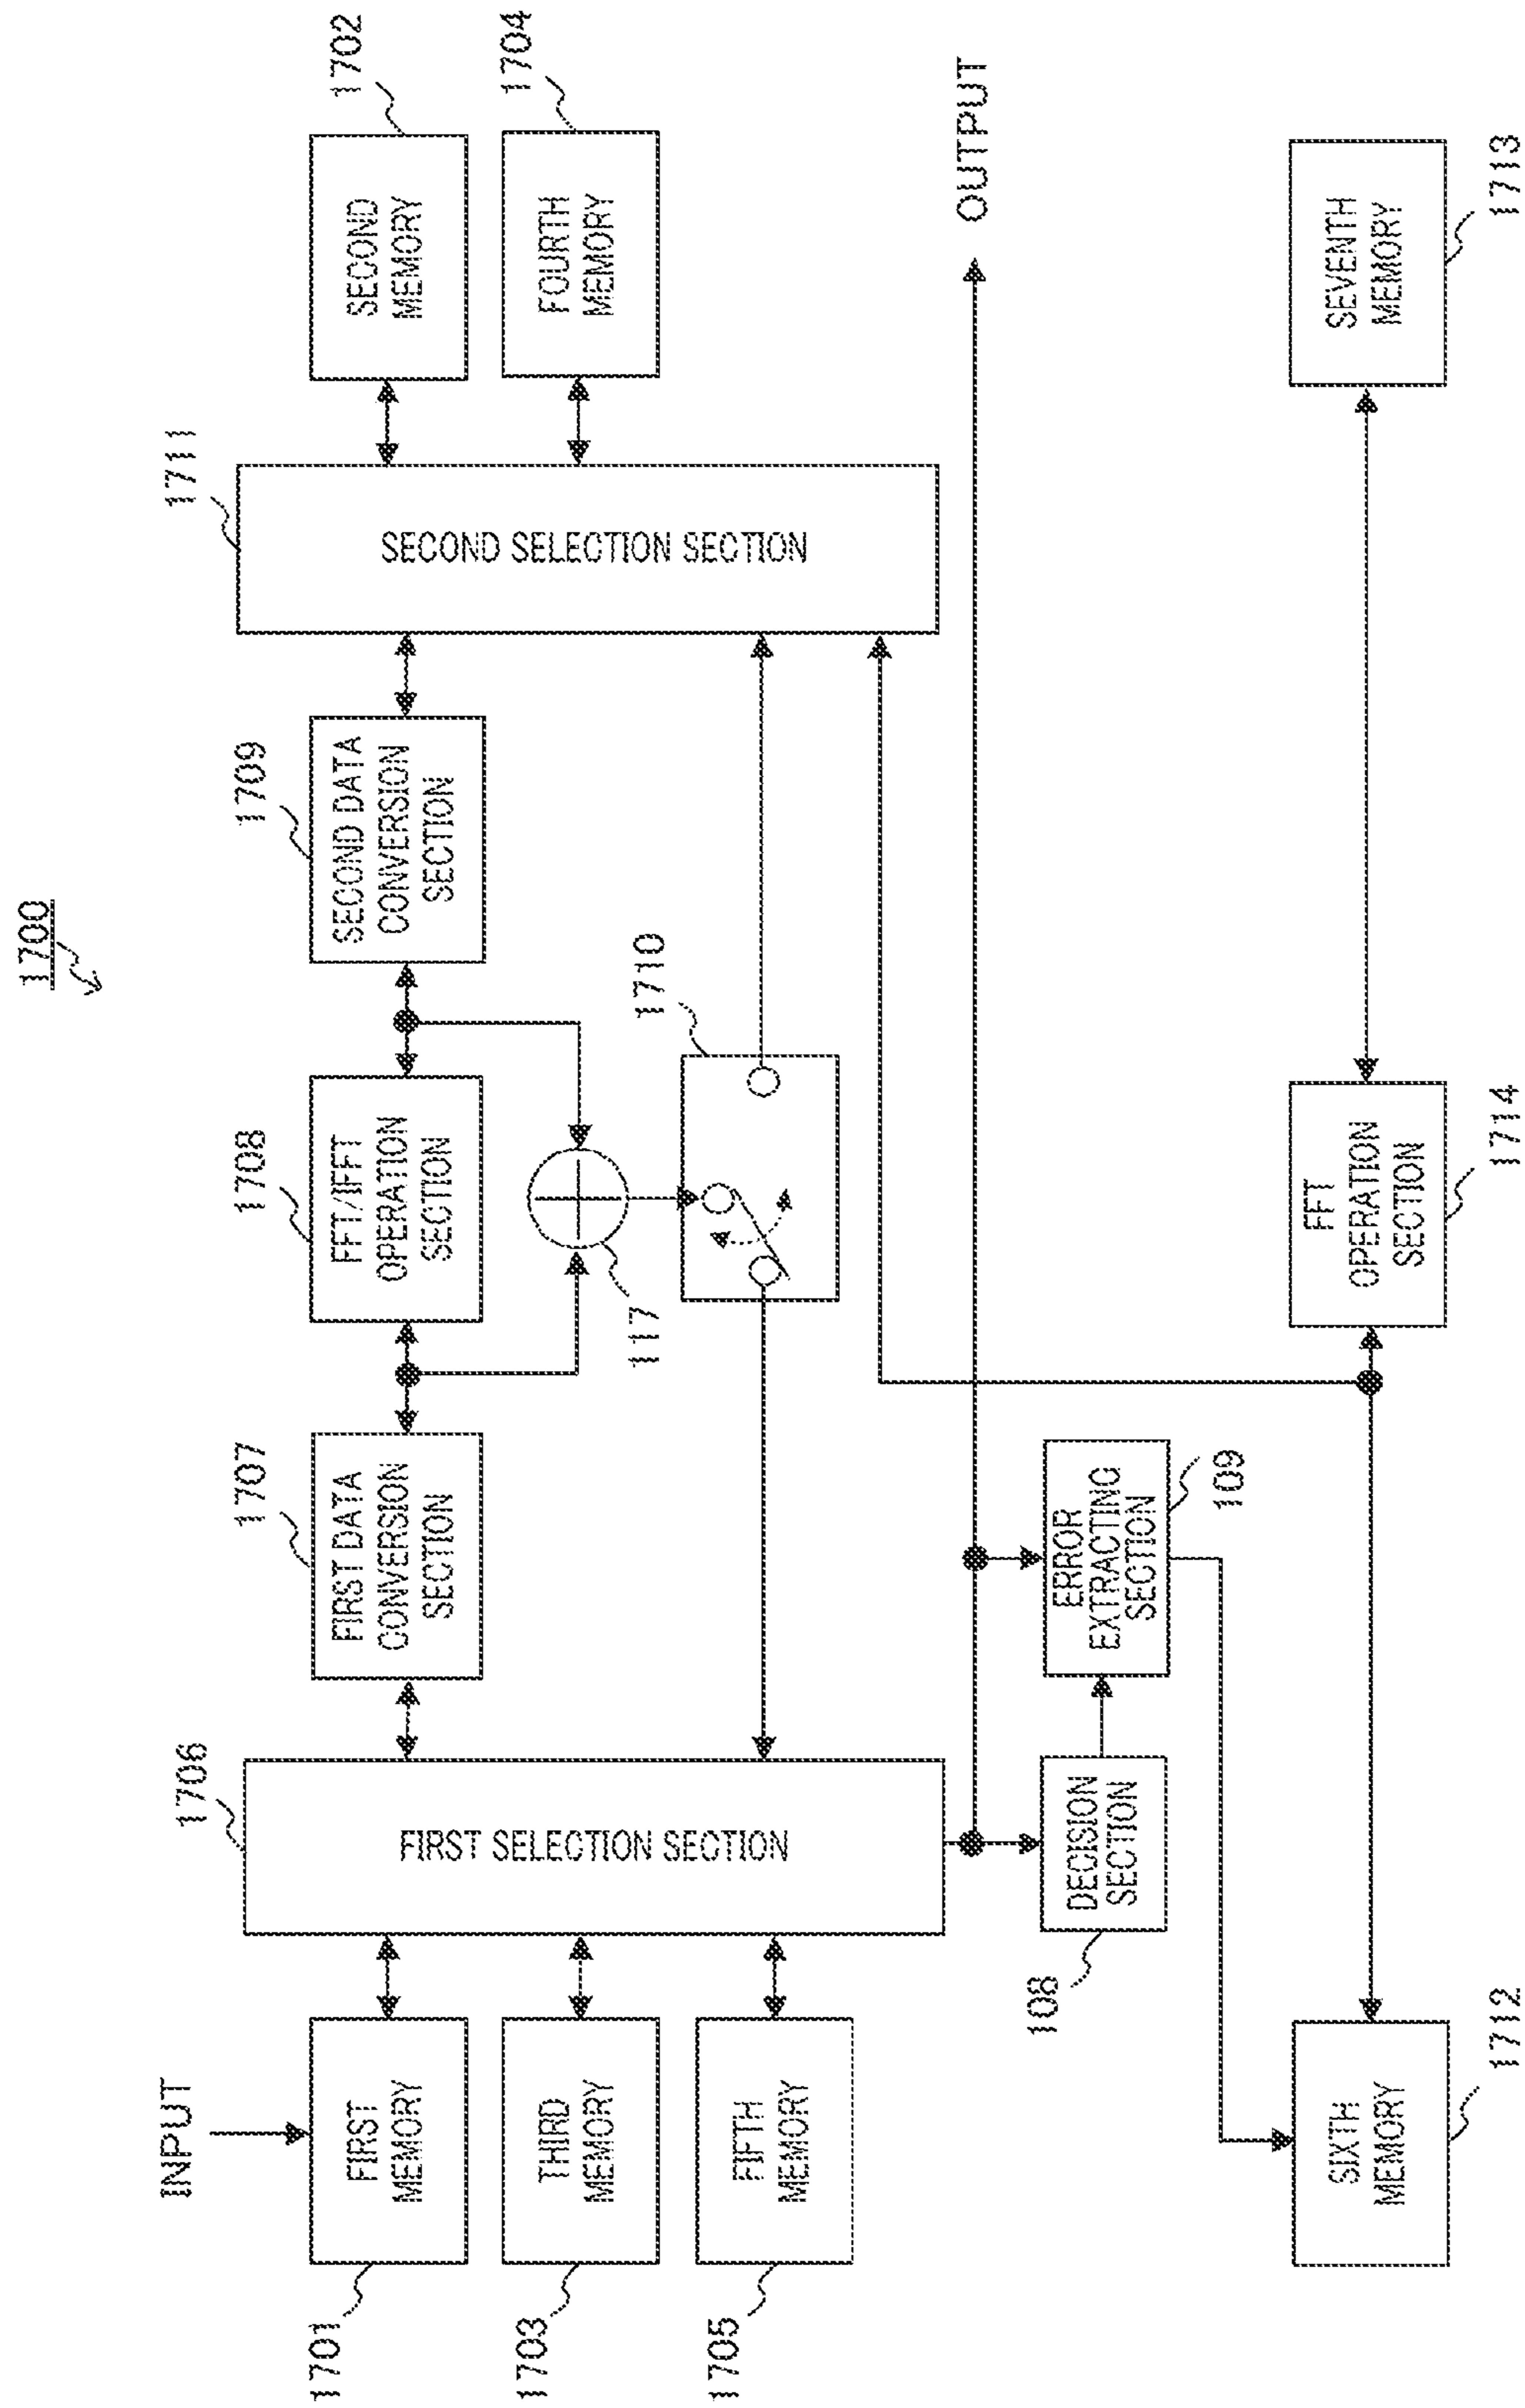 1700
INPUT
1701
FIRST
MEMORY
1703
THIRD
MEMORY
1705
FIFTH
MEMORY
1706
FIRST SELECTION SECTION
1707
FIRST DATA
CONVERSION
SECTION
1708
FFT/IFFT
OPERATION
SECTION
117
1709
SECOND DATA
CONVERSION
SECTION
1710
1711
SECOND SELECTION SECTION
1702
SECOND
MEMORY
1704
FOURTH
MEMORY
OUTPUT
108
DECISION
SECTION
ERROR
EXTRACTING
SECTION
109
SIXTH
MEMORY
1712
FFT
OPERATION
SECTION
1714
SEVENTH
MEMORY
1713